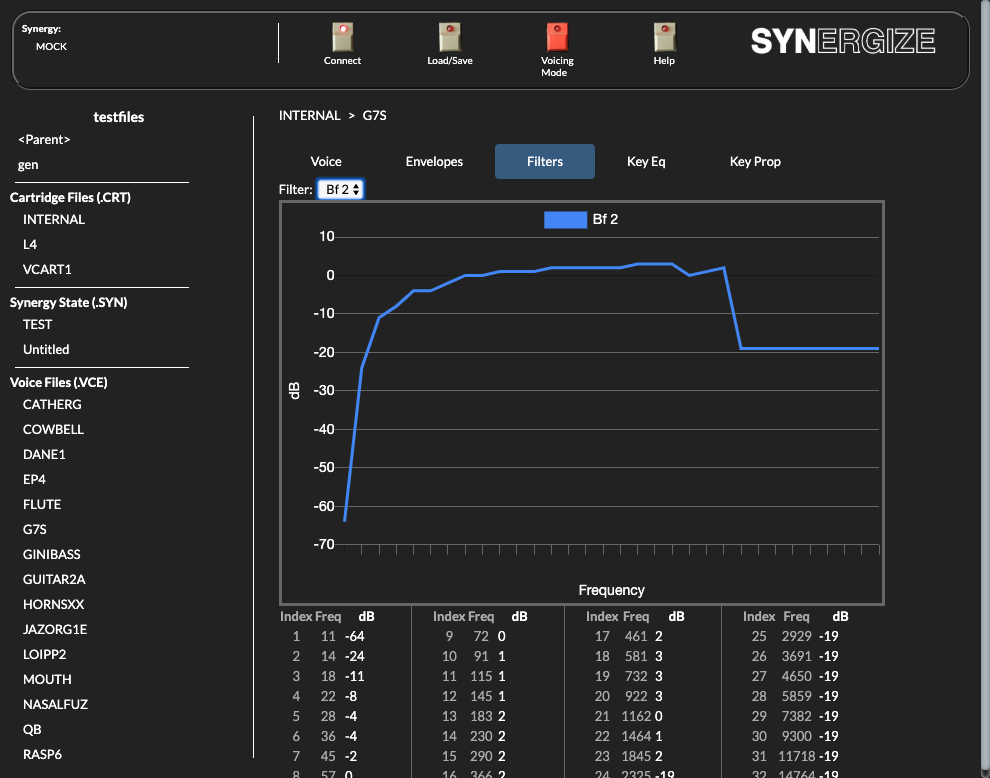 Synergy:
MOCK
Connect
Load/Save
Voicing
Mode
Help
SYNERGIZE
testfiles
<Parent>
gen
Cartridge Files (.CRT)
INTERNAL
L4
VCART1
Synergy State (.SYN)
TEST
Untitled
Voice Files (.VCE)
CATHERG
COWBELL
DANE1
EP4
FLUTE
G7S
GINIBASS
GUITAR2A
HORNSXX
JAZORG1E
LOIPP2
MOUTH
NASALFUZ
QB
RASP6
INTERNAL > G7S
Voice Envelopes Filters Key Eq Key Prop
Filter: Bf 2
Bf 2
10
0
-10
-20
-30
-40
-50
-60
-70
dB
Frequency
Index Freq dB Index Freq dB Index Freq dB Index Freq dB
1 11 -64 9 72 0 17 461 2 25 2929 -19
2 14 -24 10 91 1 18 581 3 26 3691 -19
3 18 -11 11 115 1 19 732 3 27 4650 -19
4 22 -8 12 145 1 20 922 3 28 5859 -19
5 28 -4 13 183 2 21 1162 0 29 7382 -19
6 36 -4 14 230 2 22 1464 1 30 9300 -19
7 45 -2 15 290 2 23 1845 2 31 11718 -19
8 57 0 16 366 2 24 2325 -19 32 14764 -19